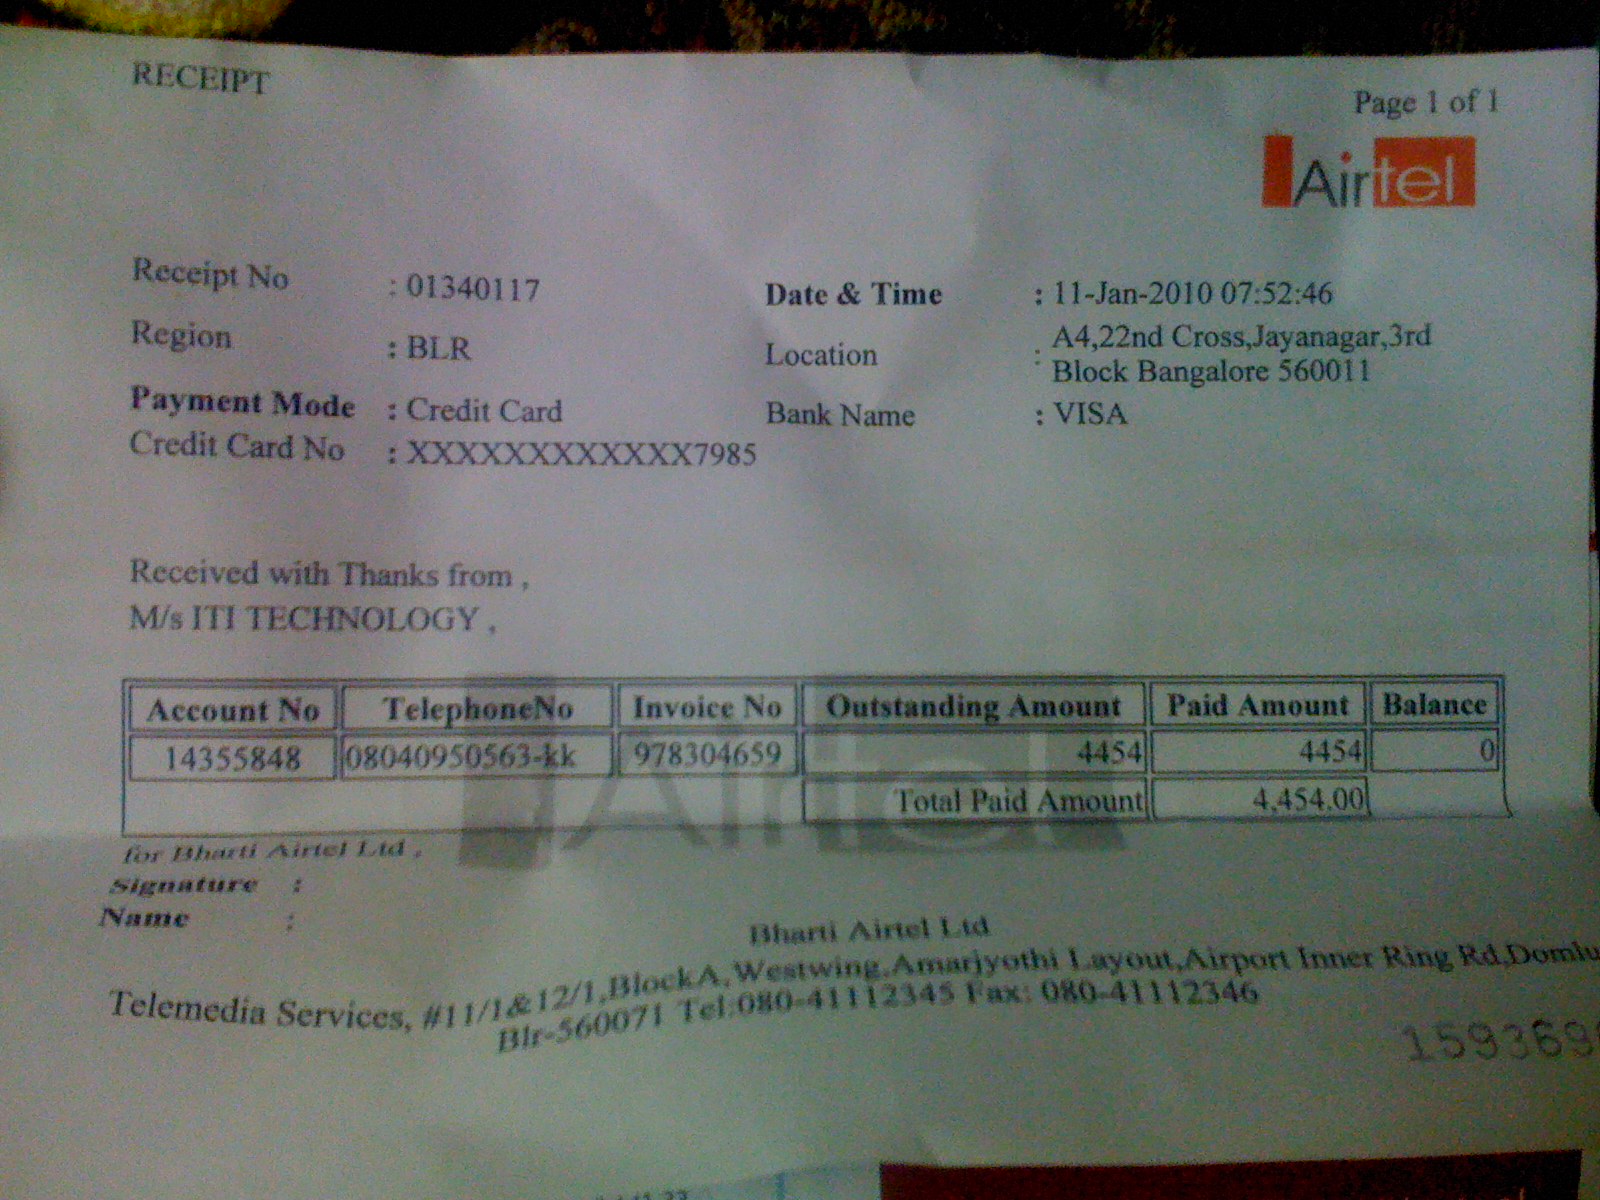 RECEIPT Page 1 of 1
Airtel
Receipt No : 01340117 Date & Time : 11-Jan-2010 07:52:46
Region : BLR Location : A4,22nd Cross,Jayanagar,3rd
Block Bangalore 560011
Payment Mode : Credit Card Bank Name : VISA
Credit Card No : XXXXXXXXXXXXX7985
Received with Thanks from ,
M/s ITI TECHNOLOGY ,
Account No TelephoneNo Invoice No Outstanding Amount Paid Amount Balance
14355848 08040950563-kk 978304659 4454 4454 0
Total Paid Amount 4,454.00
for Bharti Airtel Ltd ,
Signature :
Name :
Bharti Airtel Ltd
Telemedia Services, #11/1&12/1,BlockA, Westwing,Amarjyothi Layout,Airport Inner Ring Rd,Domlu
Blr-560071 Tel:080-41112345 Fax: 080-41112346
159369